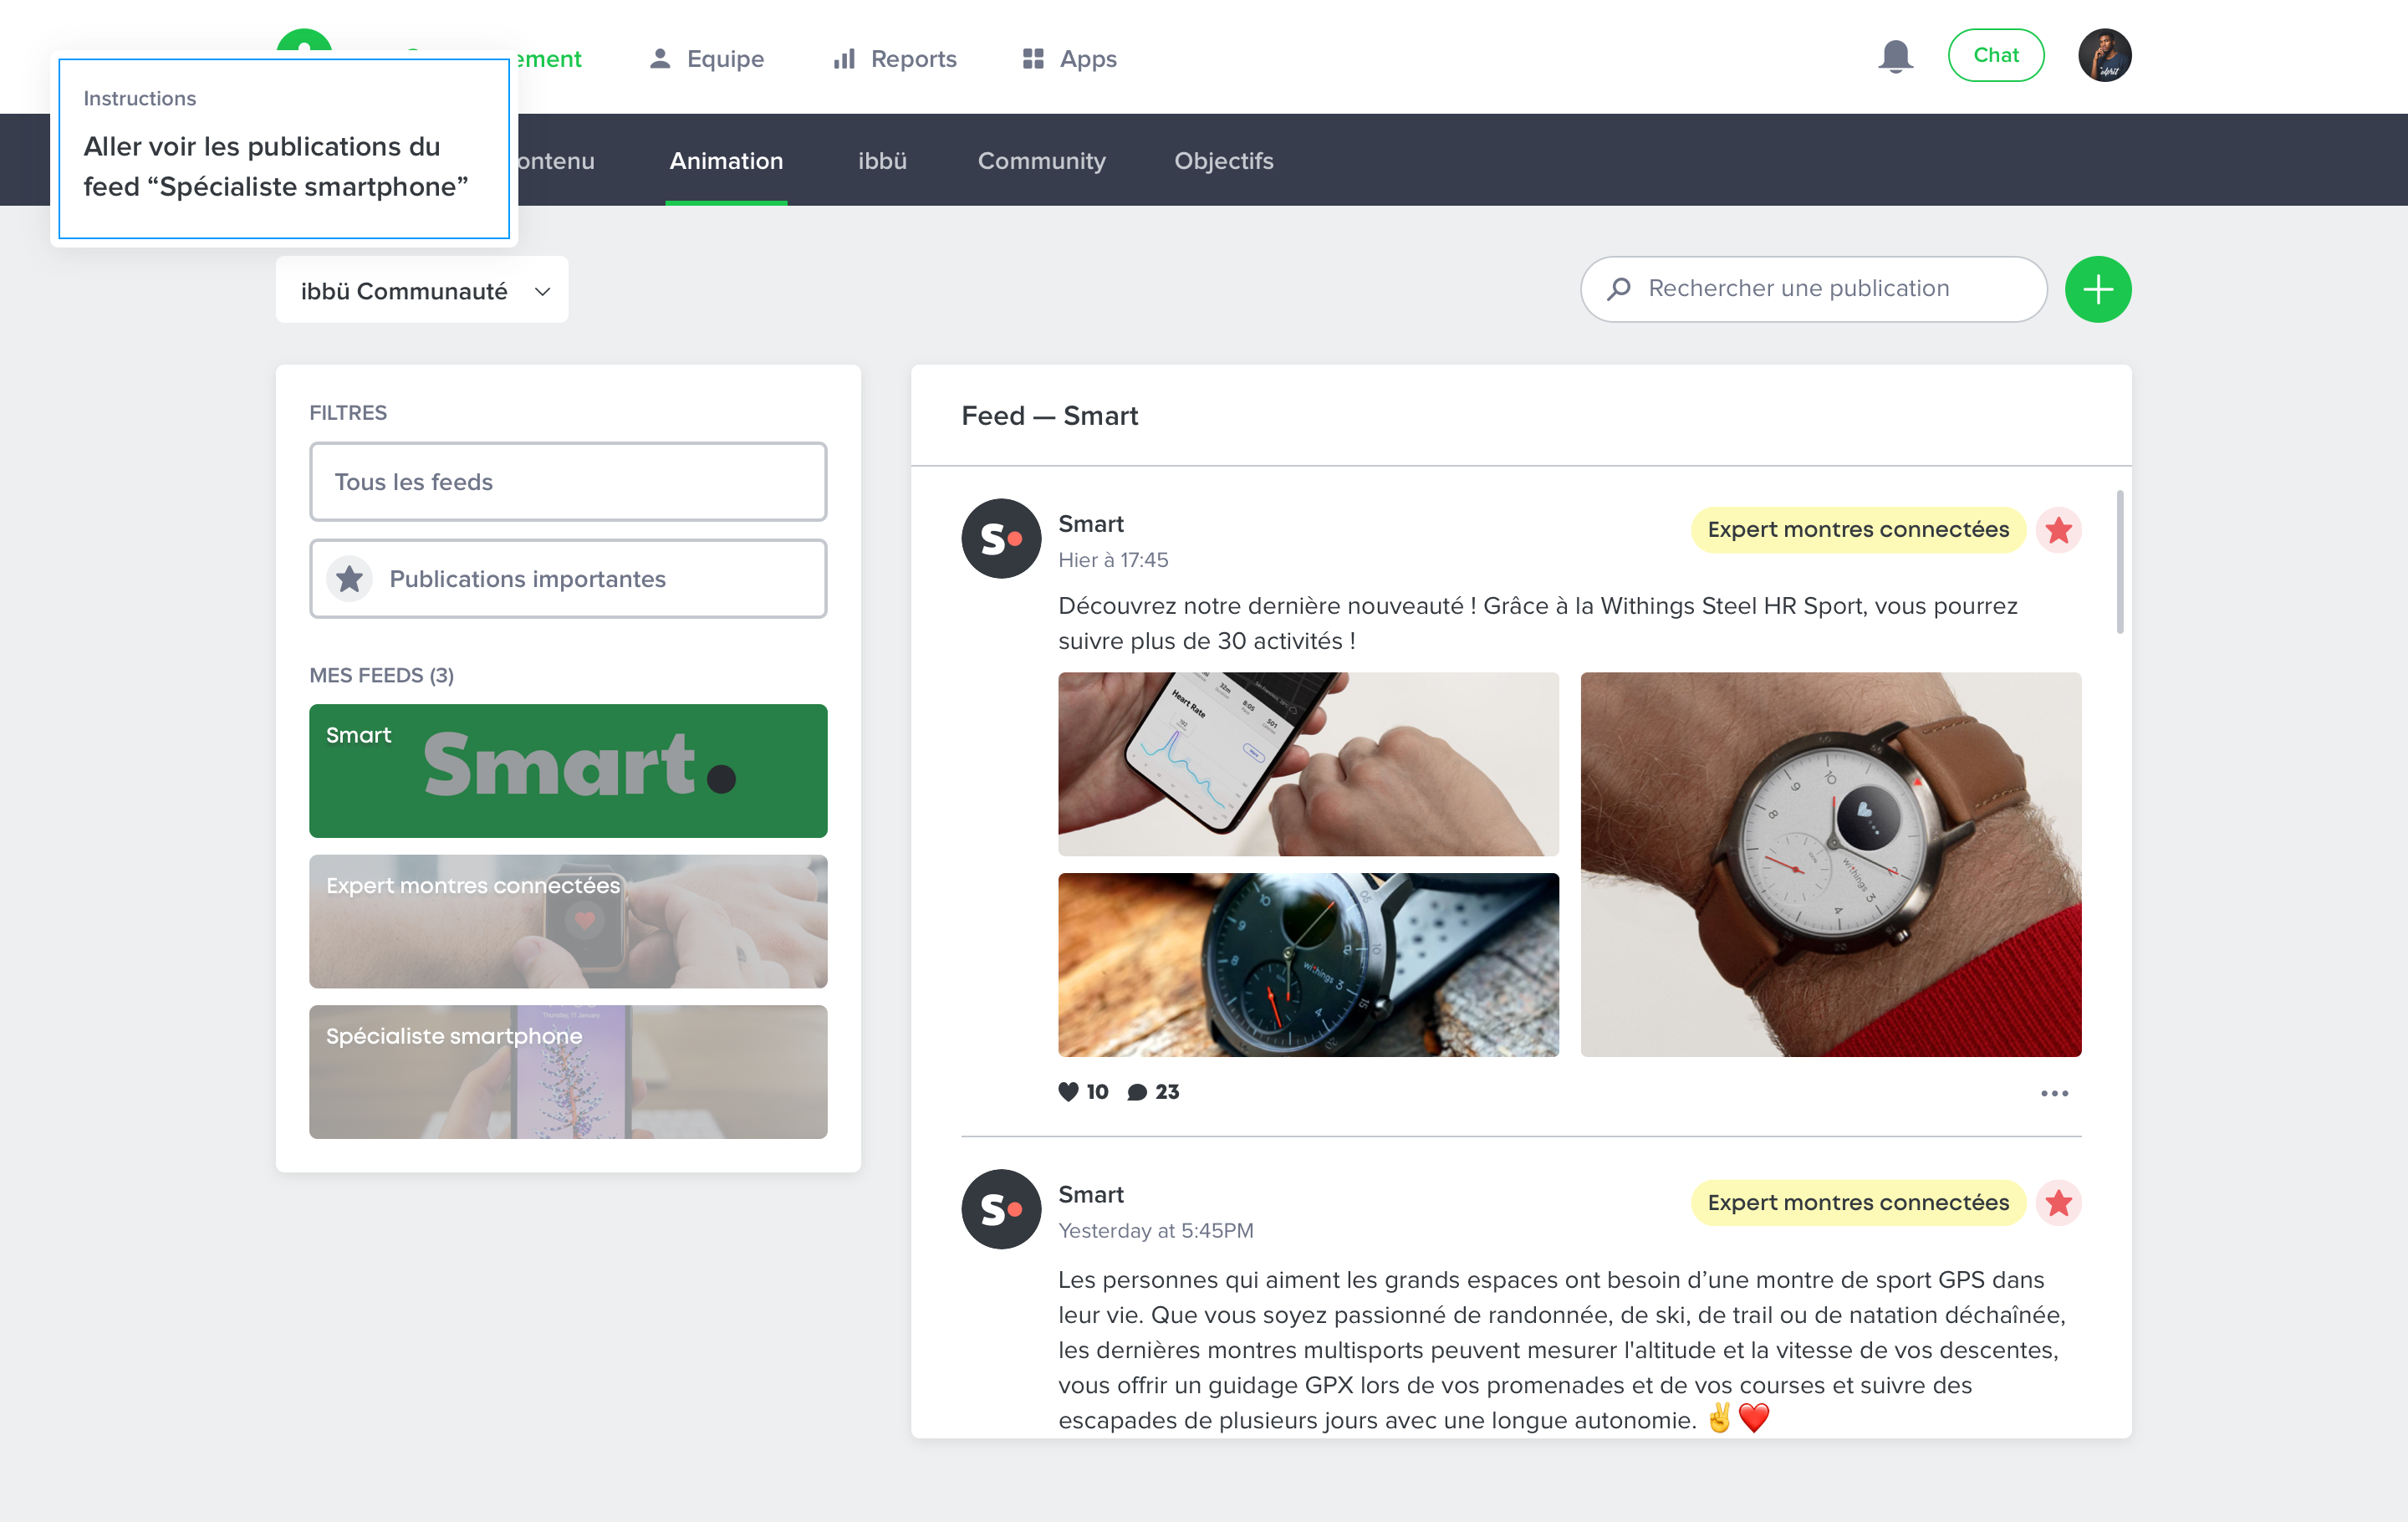 ement
Equipe
Reports
Apps
Chat
Instructions
Aller voir les publications du
feed “Spécialiste smartphone”
ontenu
Animation
ibbü
Community
Objectifs
ibbü Communauté
Rechercher une publication
FILTRES
Tous les feeds
Publications importantes
MES FEEDS (3)
Smart
Smart.
Expert montres connectées
Spécialiste smartphone
Thursday, 11 January
Feed — Smart
S
Smart
Expert montres connectées
Hier à 17:45
Découvrez notre dernière nouveauté ! Grâce à la Withings Steel HR Sport, vous pourrez
suivre plus de 30 activités !
Heart Rate
withings
withings
10 23
S
Smart
Expert montres connectées
Yesterday at 5:45PM
Les personnes qui aiment les grands espaces ont besoin d’une montre de sport GPS dans
leur vie. Que vous soyez passionné de randonnée, de ski, de trail ou de natation déchaînée,
les dernières montres multisports peuvent mesurer l'altitude et la vitesse de vos descentes,
vous offrir un guidage GPX lors de vos promenades et de vos courses et suivre des
escapades de plusieurs jours avec une longue autonomie. ✌️❤️